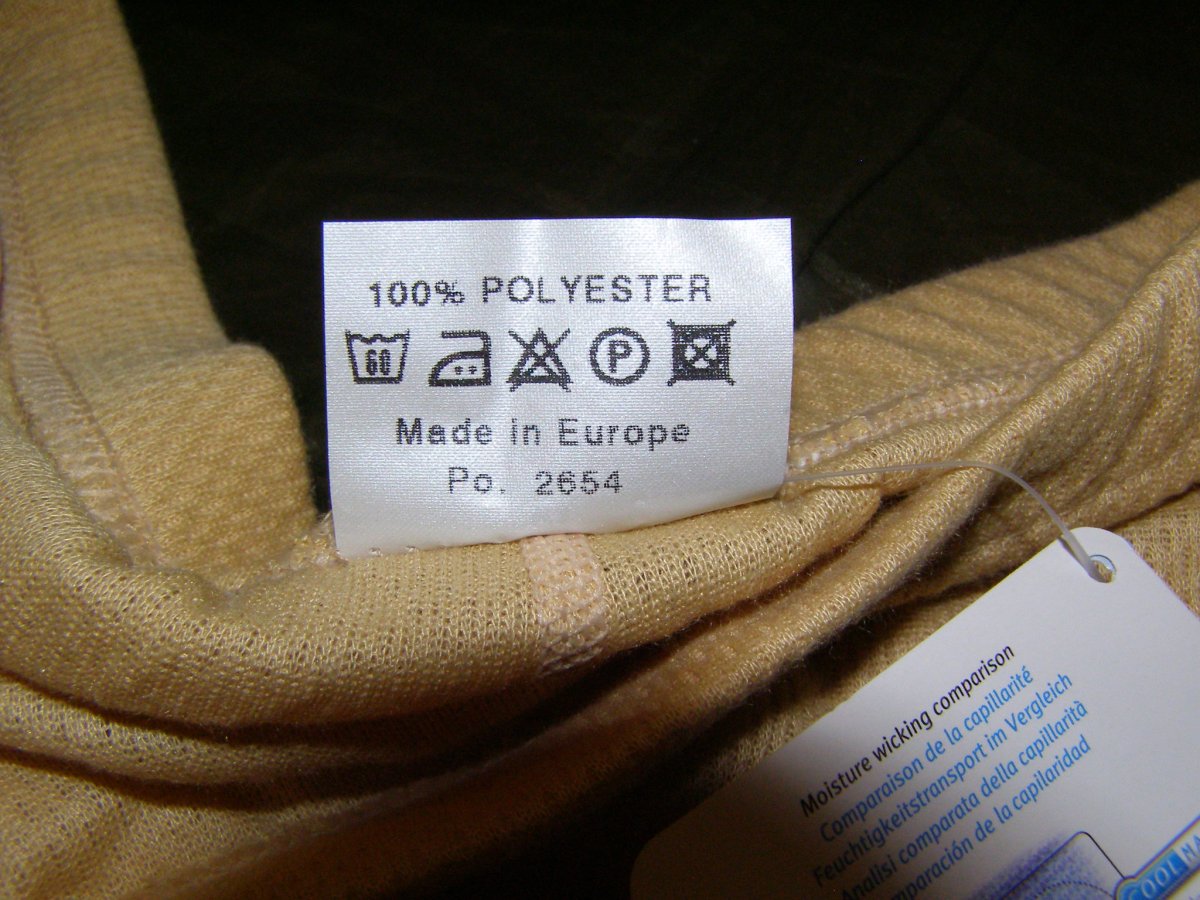 100% POLYESTER
60
P
Made in Europe
Po. 2654
Moisture wicking comparison
Comparaison de la capillarité
Feuchtigkeitstransport im Vergleich
Analisi comparata della capillarità
de la capilaridad